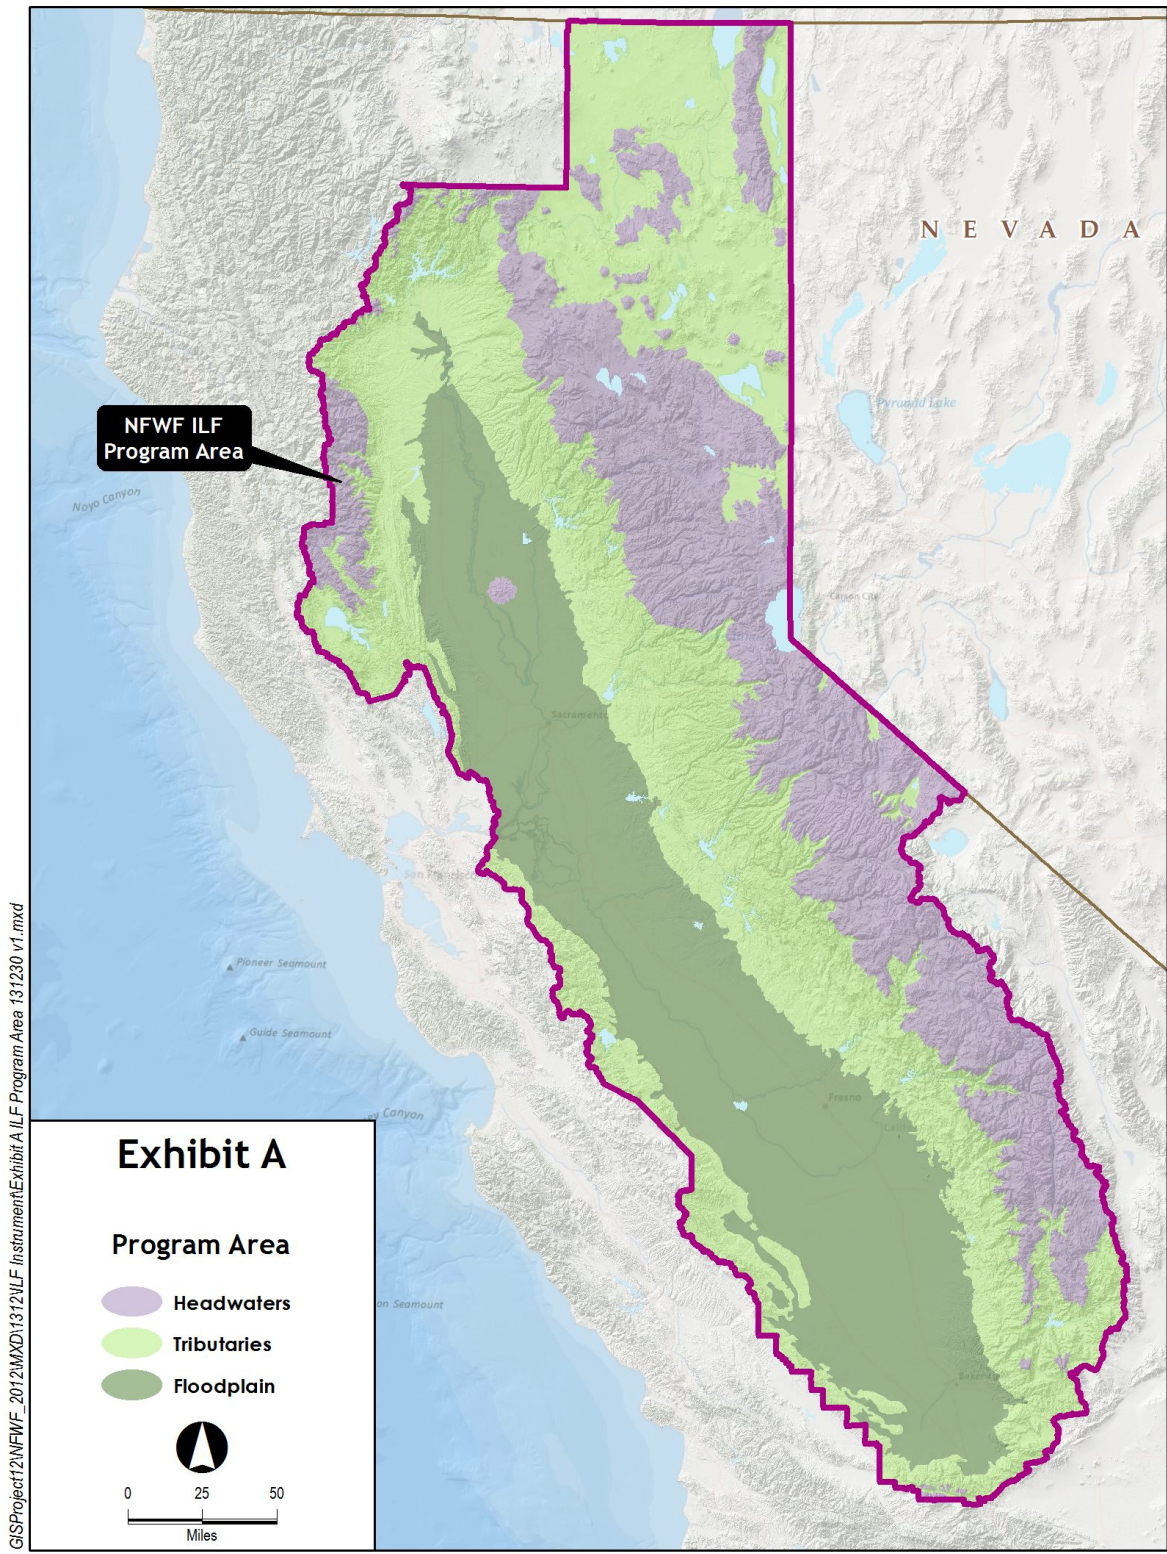 N E V A D A
Pyramid Lake
NFWF ILF
Program Area
Noyo Canyon
Carson City
Sacramento
San Francisco
Pioneer Seamount
Guide Seamount
Fresno
ey Canyon
on Seamount
Exhibit A
Program Area
Headwaters
Tributaries
Floodplain
0 25 50
Miles
GISProject12\NFWF_2012\MXD\1312\ILF Instrument\Exhibit A ILF Program Area 131230 v1.mxd